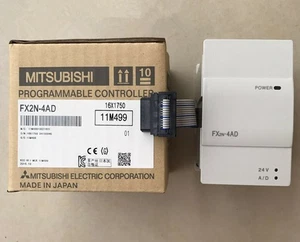 MITSUBISHI
PROGRAMMABLE CONTROLLER
FX2N-4AD
16X1750
11M499
01
MITSUBISHI ELECTRIC CORPORATION
MADE IN JAPAN
10
POWER
FX2N-4AD
24V
A/D